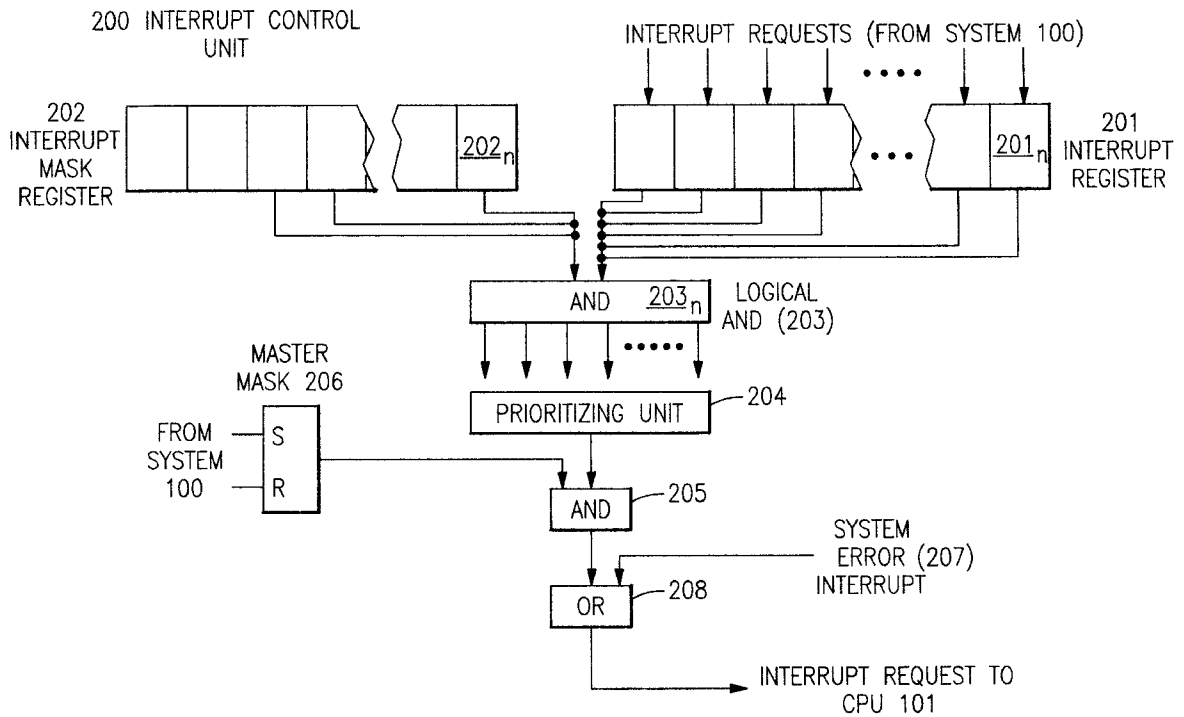 200 INTERRUPT CONTROL
UNIT
INTERRUPT REQUESTS (FROM SYSTEM 100)
202
INTERRUPT
MASK
REGISTER
202n
201n
201
INTERRUPT
REGISTER
AND 203n
LOGICAL
AND (203)
MASTER
MASK 206
PRIORITIZING UNIT
204
FROM
SYSTEM
100
S
R
AND
205
SYSTEM
ERROR (207)
INTERRUPT
OR
208
INTERRUPT REQUEST TO
CPU 101